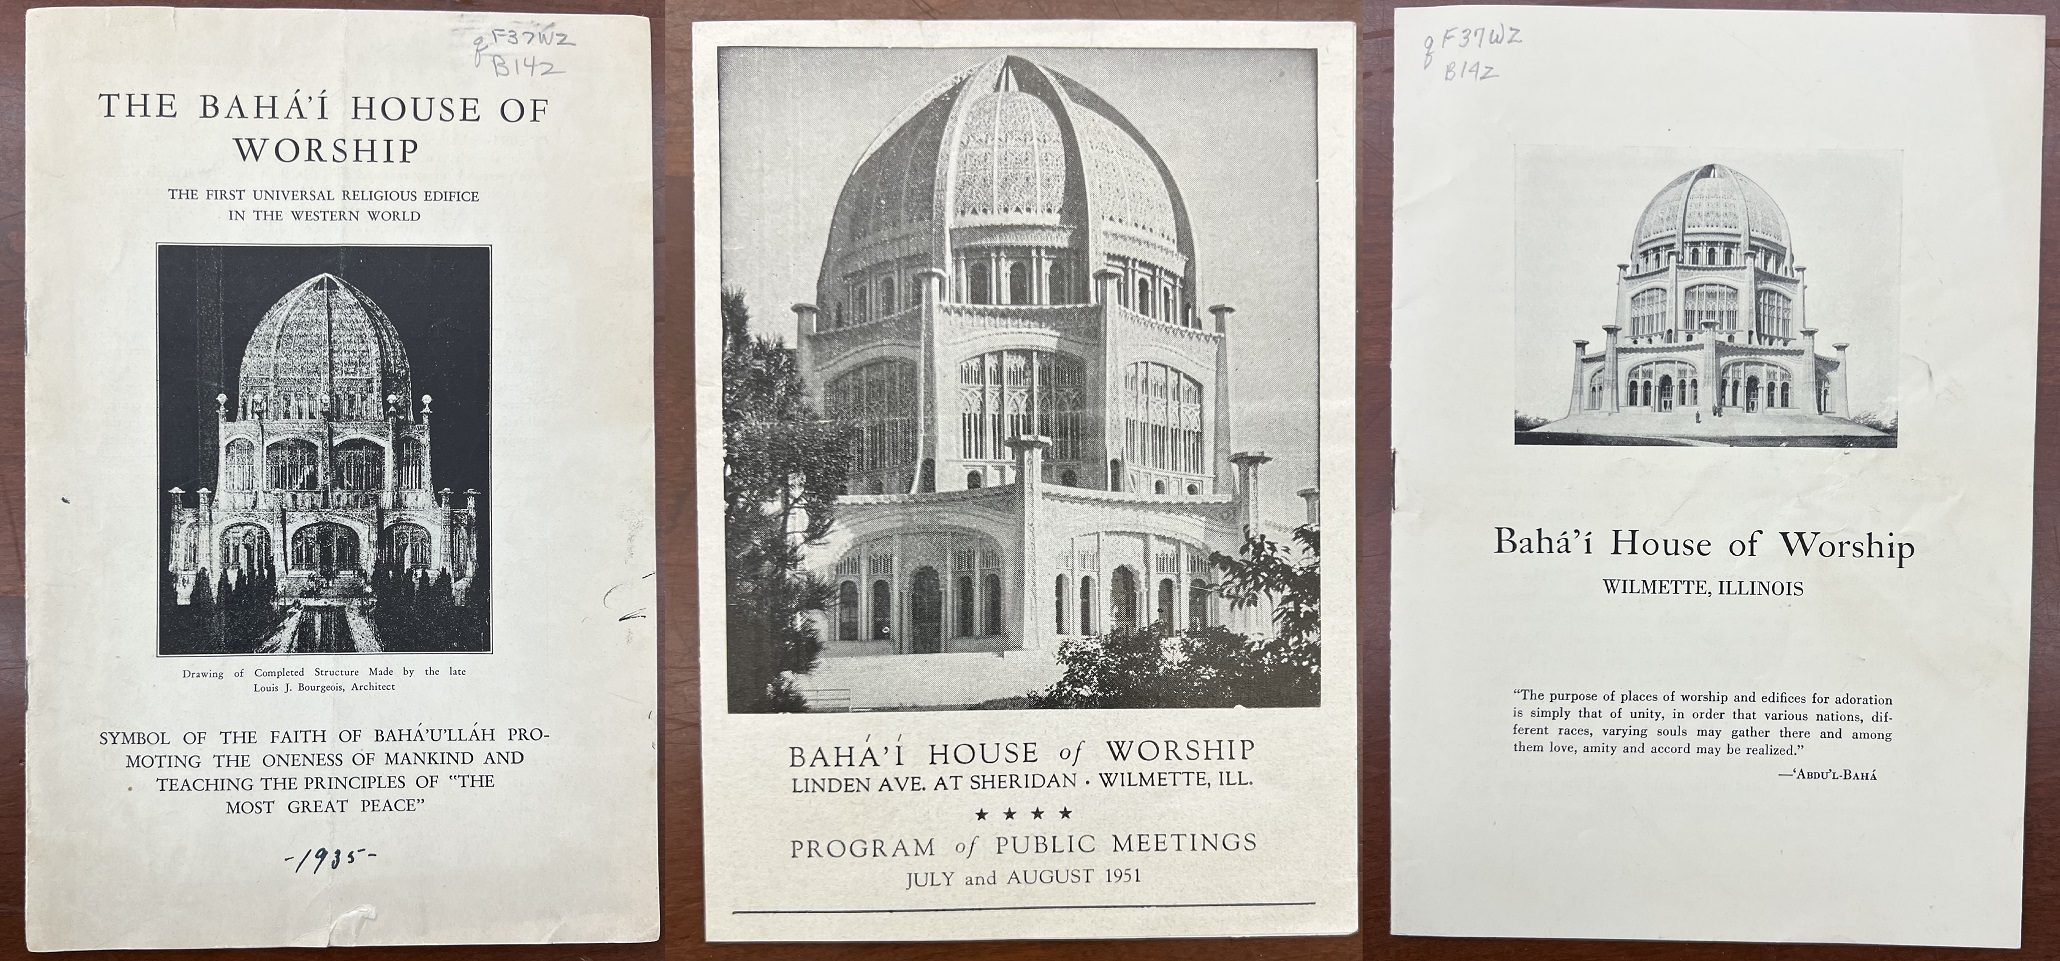 qF37WZ
B14z
THE BAHÁ'Í HOUSE OF
WORSHIP
THE FIRST UNIVERSAL RELIGIOUS EDIFICE
IN THE WESTERN WORLD
Drawing of Completed Structure Made by the late
Louis J. Bourgeois, Architect
SYMBOL OF THE FAITH OF BAHÁ'U'LLÁH PRO-
MOTING THE ONENESS OF MANKIND AND
TEACHING THE PRINCIPLES OF "THE
MOST GREAT PEACE"
-1935-
BAHÁ'Í HOUSE of WORSHIP
LINDEN AVE. AT SHERIDAN · WILMETTE, ILL.
★ ★ ★ ★
PROGRAM of PUBLIC MEETINGS
JULY and AUGUST 1951
qF37WZ
B14z
Bahá'í House of Worship
WILMETTE, ILLINOIS
"The purpose of places of worship and edifices for adoration
is simply that of unity, in order that various nations, dif-
ferent races, varying souls may gather there and among
them love, amity and accord may be realized."
—'ABDU'L-BAHÁ